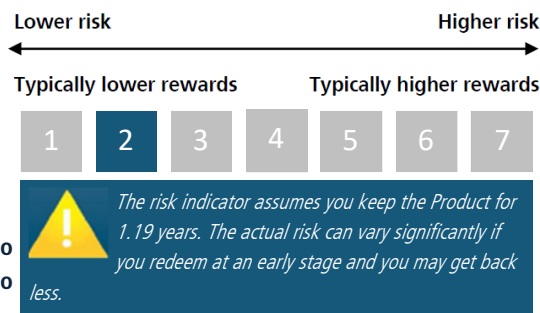 Lower risk Higher risk
Typically lower rewards Typically higher rewards
1 2 3 4 5 6 7
The risk indicator assumes you keep the Product for
1.19 years. The actual risk can vary significantly if
o you redeem at an early stage and you may get back
o less.